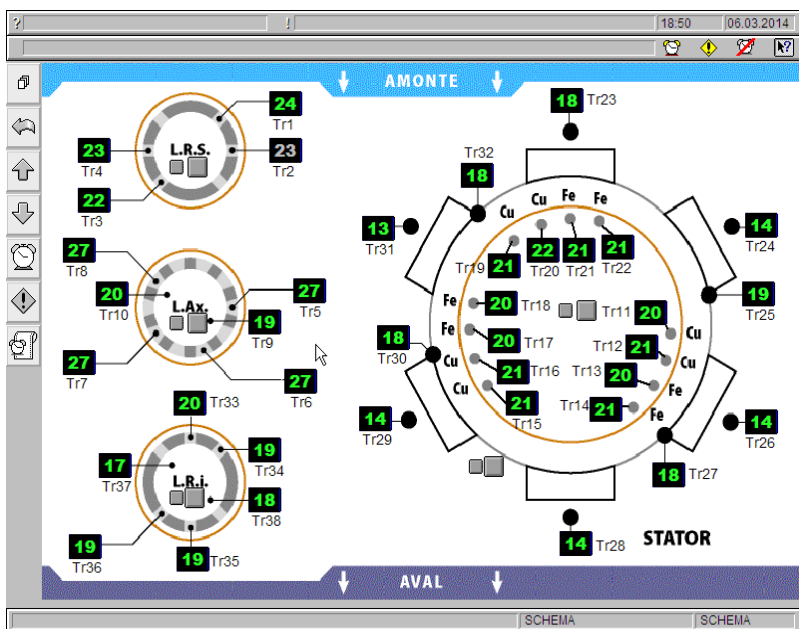 ? ! 18:50 06.03.2014
AMONTE
24
Tr1
L.R.S.
23
Tr4
23
Tr2
22
Tr3
27
Tr8
20
Tr10
L.Ax.
27
Tr5
19
Tr9
27
Tr7
27
Tr6
20 Tr33
19
Tr34
17
Tr37
L.R.i.
18
Tr38
19
Tr36
19 Tr35
18 Tr23
Tr32
18
13
Tr31
14
Tr24
Cu Cu Fe Fe
Tr19 21
22
Tr20
21
Tr21
21
Tr22
19
Tr25
Fe 20 Tr18
Fe 20 Tr17
Cu 21 Tr16
Cu 21
Tr15
Tr11 20 Cu
Tr12 21 Cu
Tr13 20 Fe
Tr14 21 Fe
18
Tr30
14
Tr29
14
Tr26
18 Tr27
14 Tr28
STATOR
AVAL
SCHEMA SCHEMA